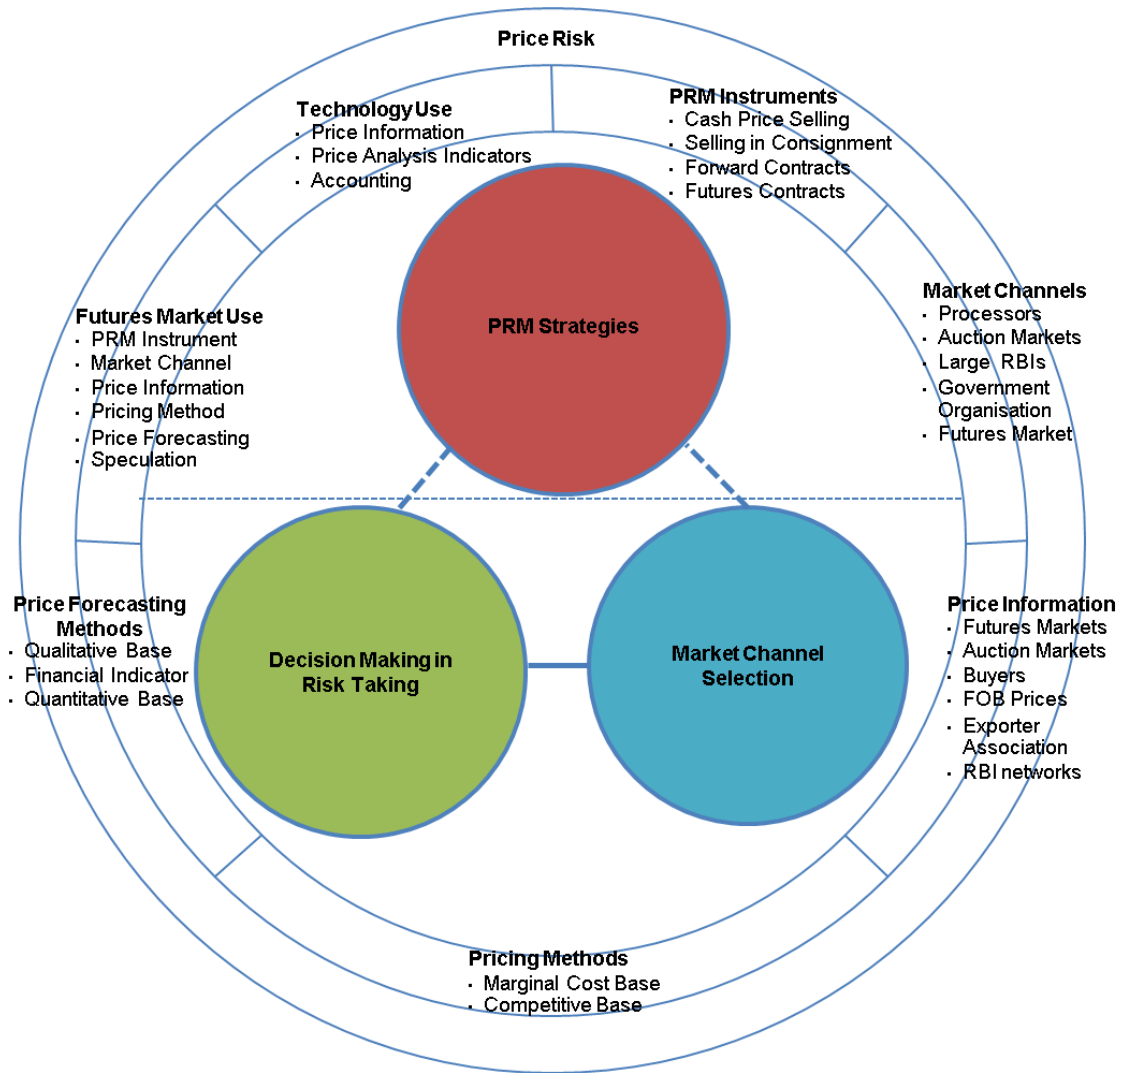 Price Risk
Technology Use
▪ Price Information
▪ Price Analysis Indicators
▪ Accounting
PRM Instruments
▪ Cash Price Selling
▪ Selling in Consignment
▪ Forward Contracts
▪ Futures Contracts
Futures Market Use
▪ PRM Instrument
▪ Market Channel
▪ Price Information
▪ Pricing Method
▪ Price Forecasting
▪ Speculation
PRM Strategies
Market Channels
▪ Processors
▪ Auction Markets
▪ Large RBIs
▪ Government
Organisation
▪ Futures Market
Price Forecasting
Methods
▪ Qualitative Base
▪ Financial Indicator
▪ Quantitative Base
Decision Making in
Risk Taking
Market Channel
Selection
Price Information
▪ Futures Markets
▪ Auction Markets
▪ Buyers
▪ FOB Prices
▪ Exporter
Association
▪ RBI networks
Pricing Methods
▪ Marginal Cost Base
▪ Competitive Base